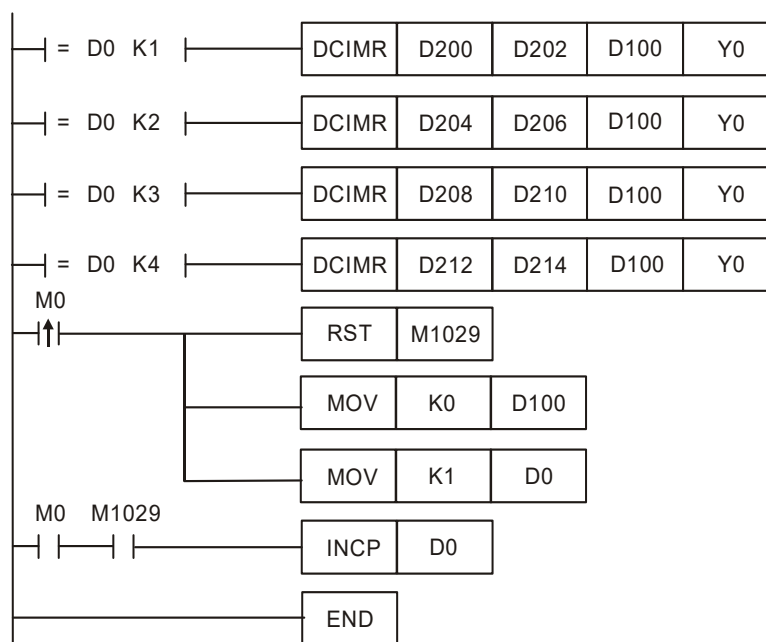 = D0 K1 DCIMR D200 D202 D100 Y0
= D0 K2 DCIMR D204 D206 D100 Y0
= D0 K3 DCIMR D208 D210 D100 Y0
= D0 K4 DCIMR D212 D214 D100 Y0
M0
RST M1029
MOV K0 D100
MOV K1 D0
M0 M1029
INCP D0
END